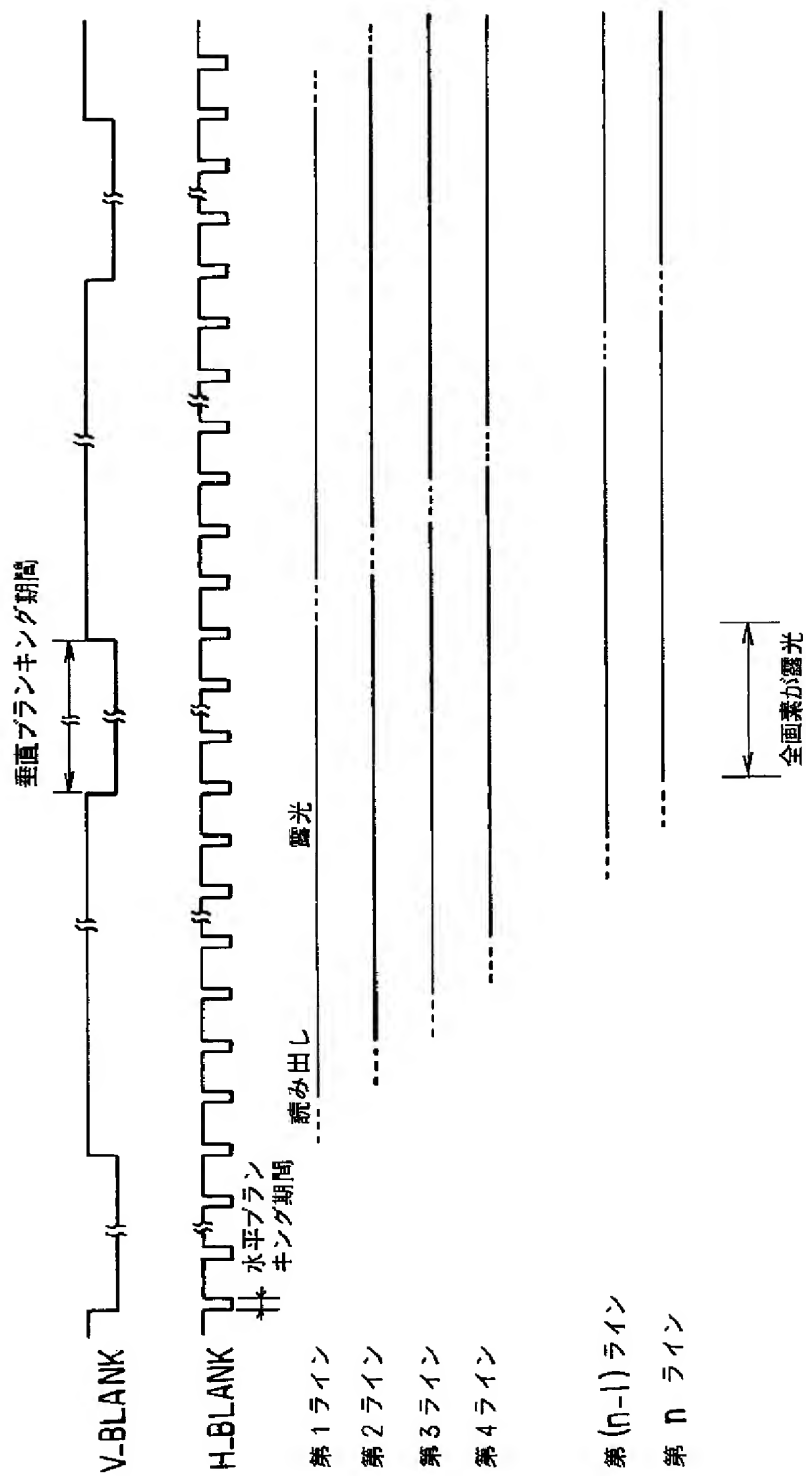 垂直ブランキング期間
V-BLANK
H-BLANK
水平ブラン
キング期間
読み出し
露光
第1ライン
第2ライン
第3ライン
第4ライン
第(n-1)ライン
第nライン
全画素が露光